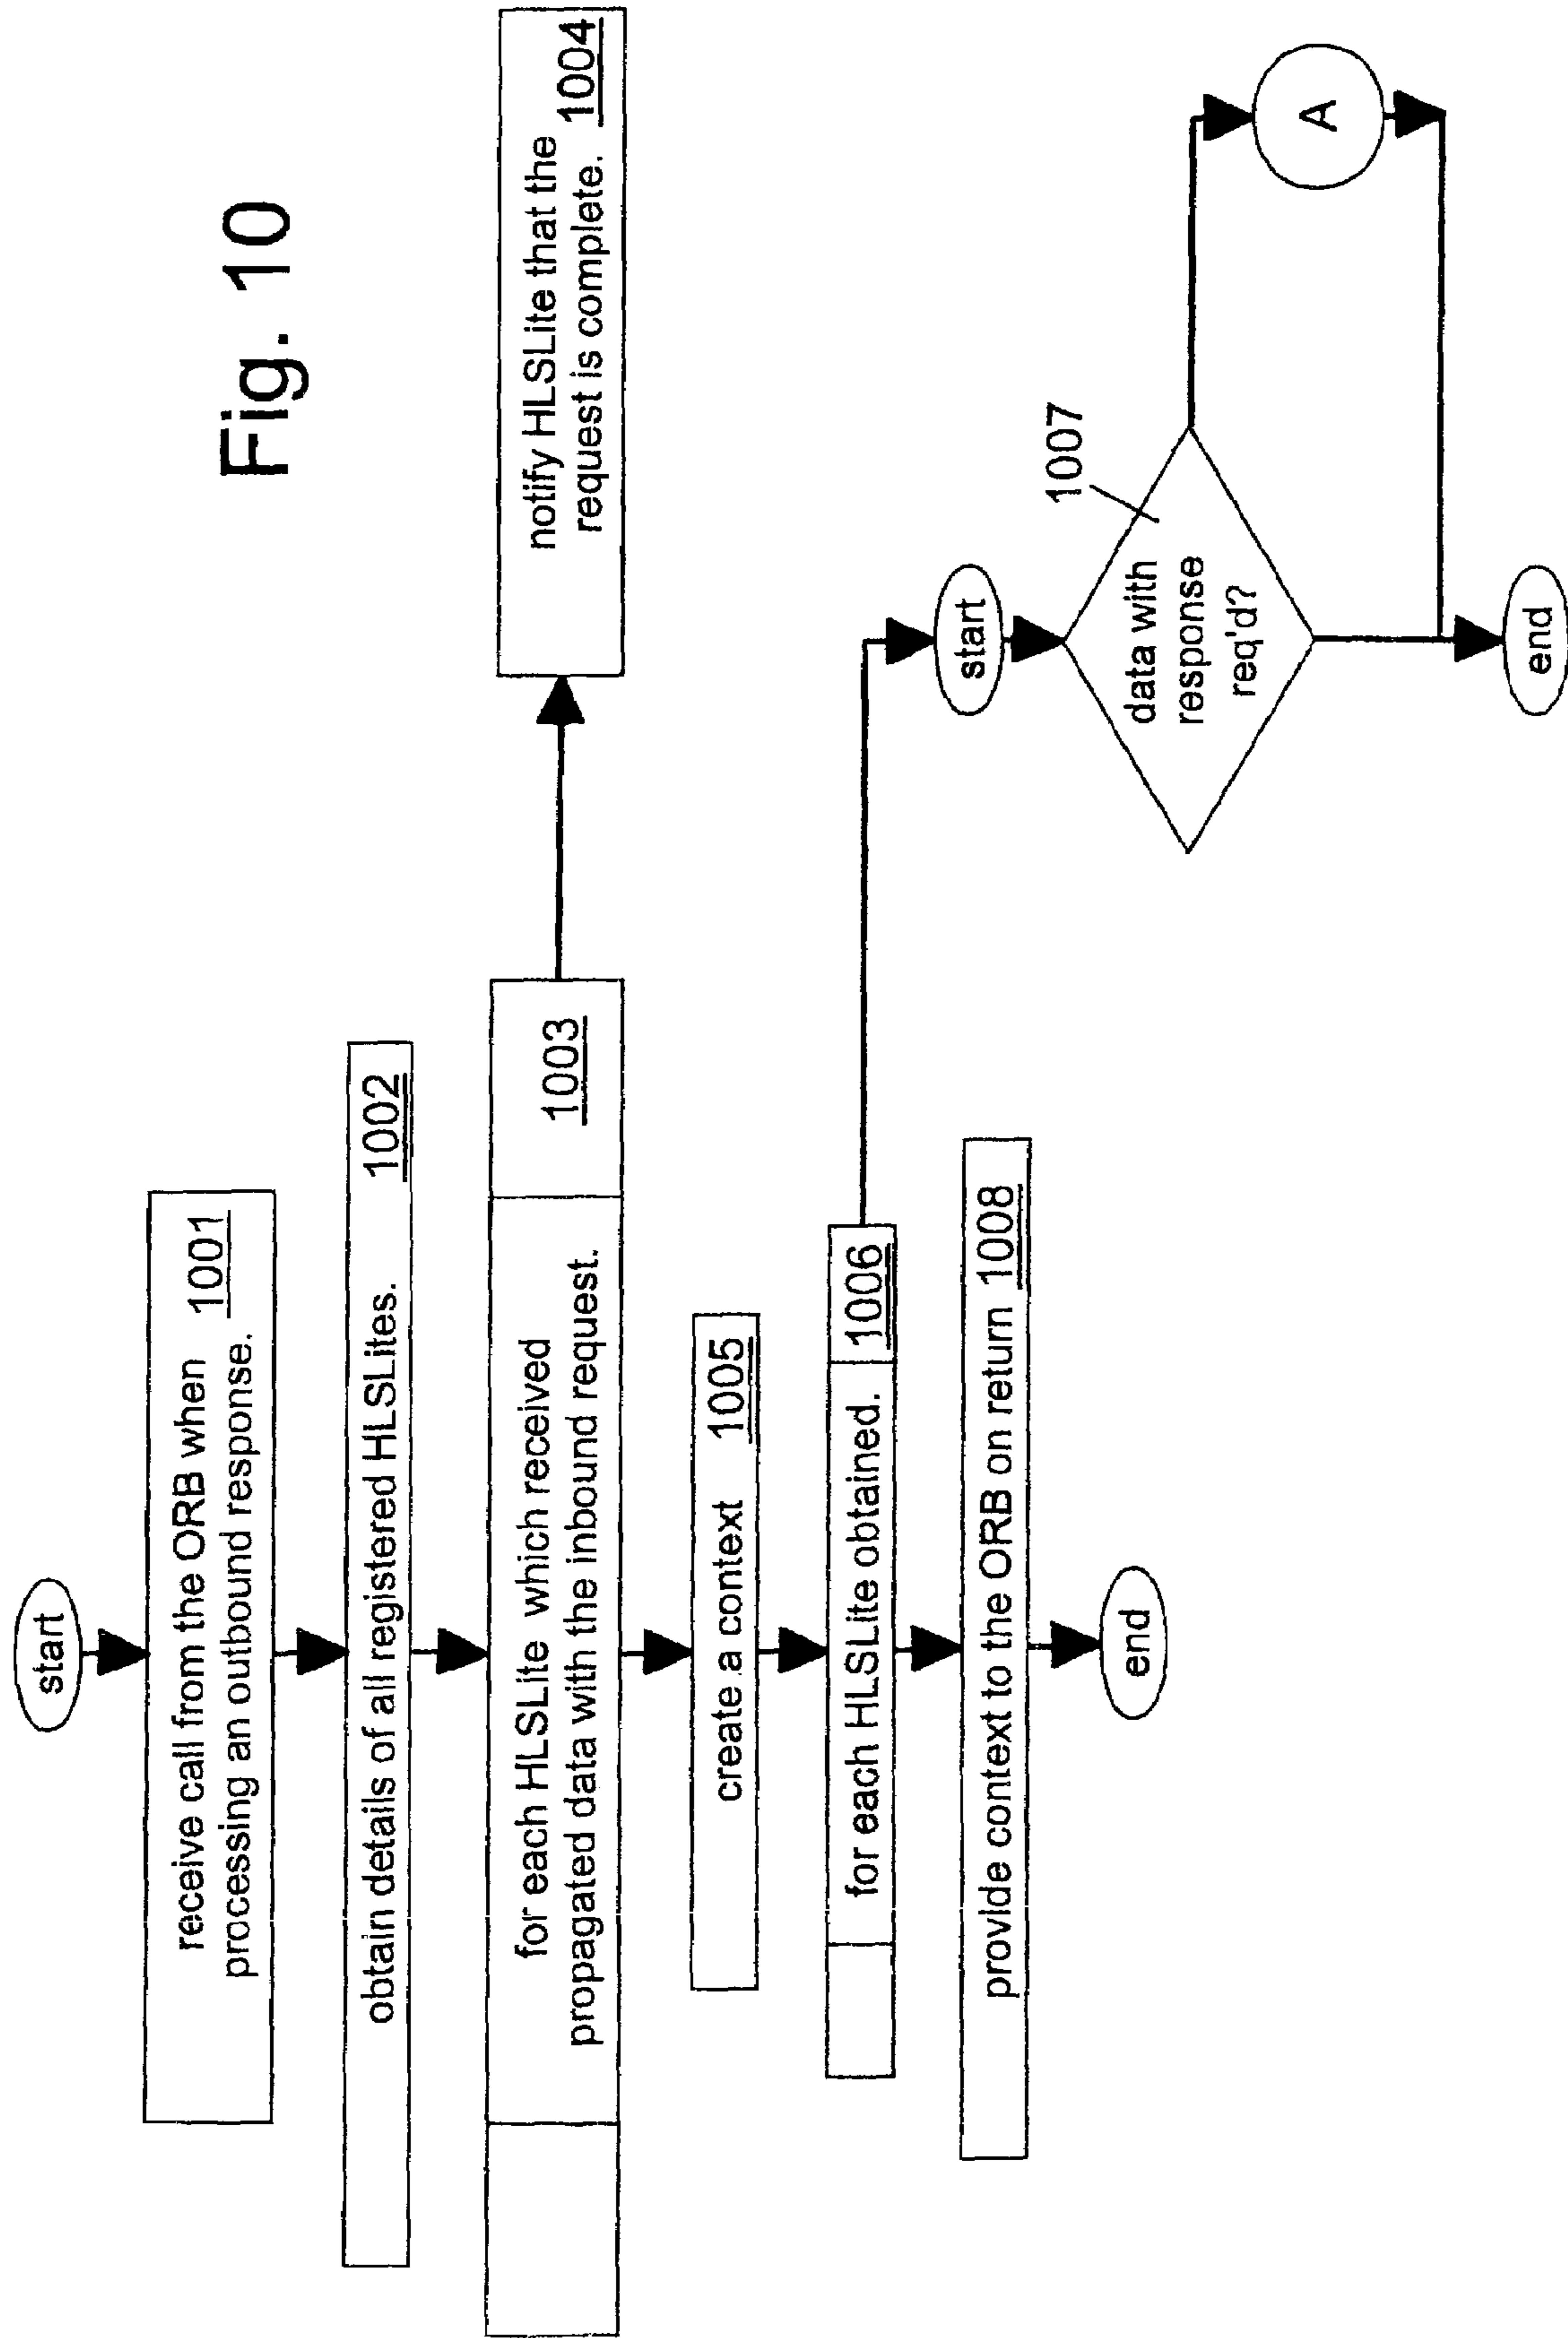 Fig. 10
start
receive call from the ORB when
processing an outbound response.
1001
obtain details of all registered HLSLites.
1002
for each HLSLite which received
propagated data with the inbound request.
1003
notify HLSLite that the
request is complete.
1004
create a context
1005
for each HLSLite obtained.
1006
provide context to the ORB on return
1008
end
start
data with
response
req'd?
1007
A
end